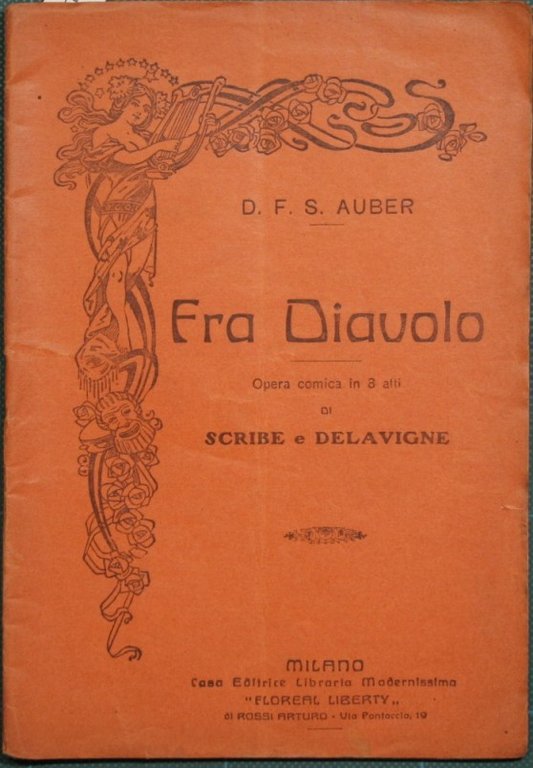 D. F. S. AUBER
Fra Diavolo
Opera comica in 3 atti
DI
SCRIBE e DELAVIGNE
MILANO
Casa Editrice Libraria Modernissima
"FLOREAL LIBERTY„
di ROSSI ARTURO - Via Pontaccio, 19